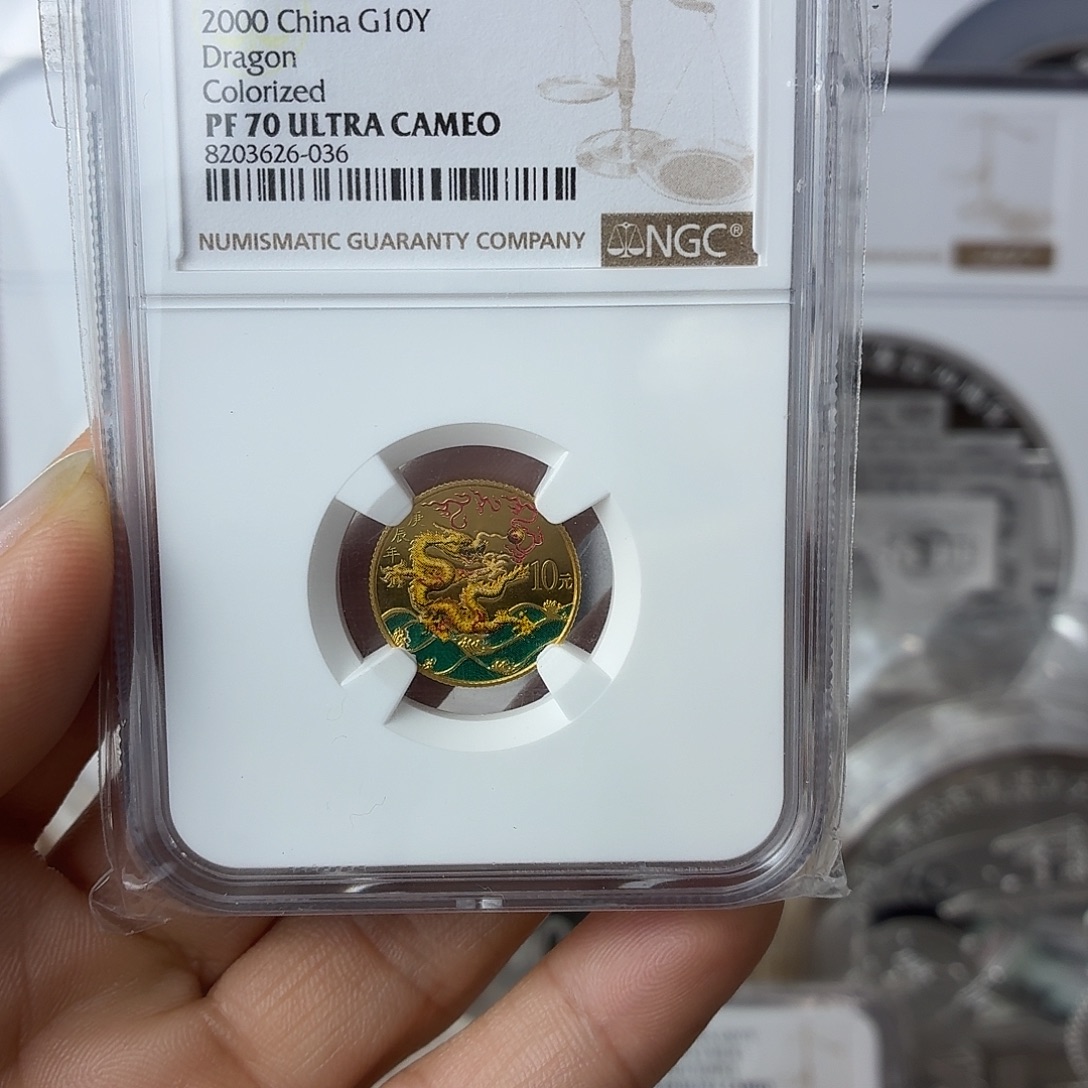 2000 China G10Y
Dragon
Colorized
PF 70 ULTRA CAMEO
8203626-036
NUMISMATIC GUARANTY COMPANY
NGC®
庚辰年
10元